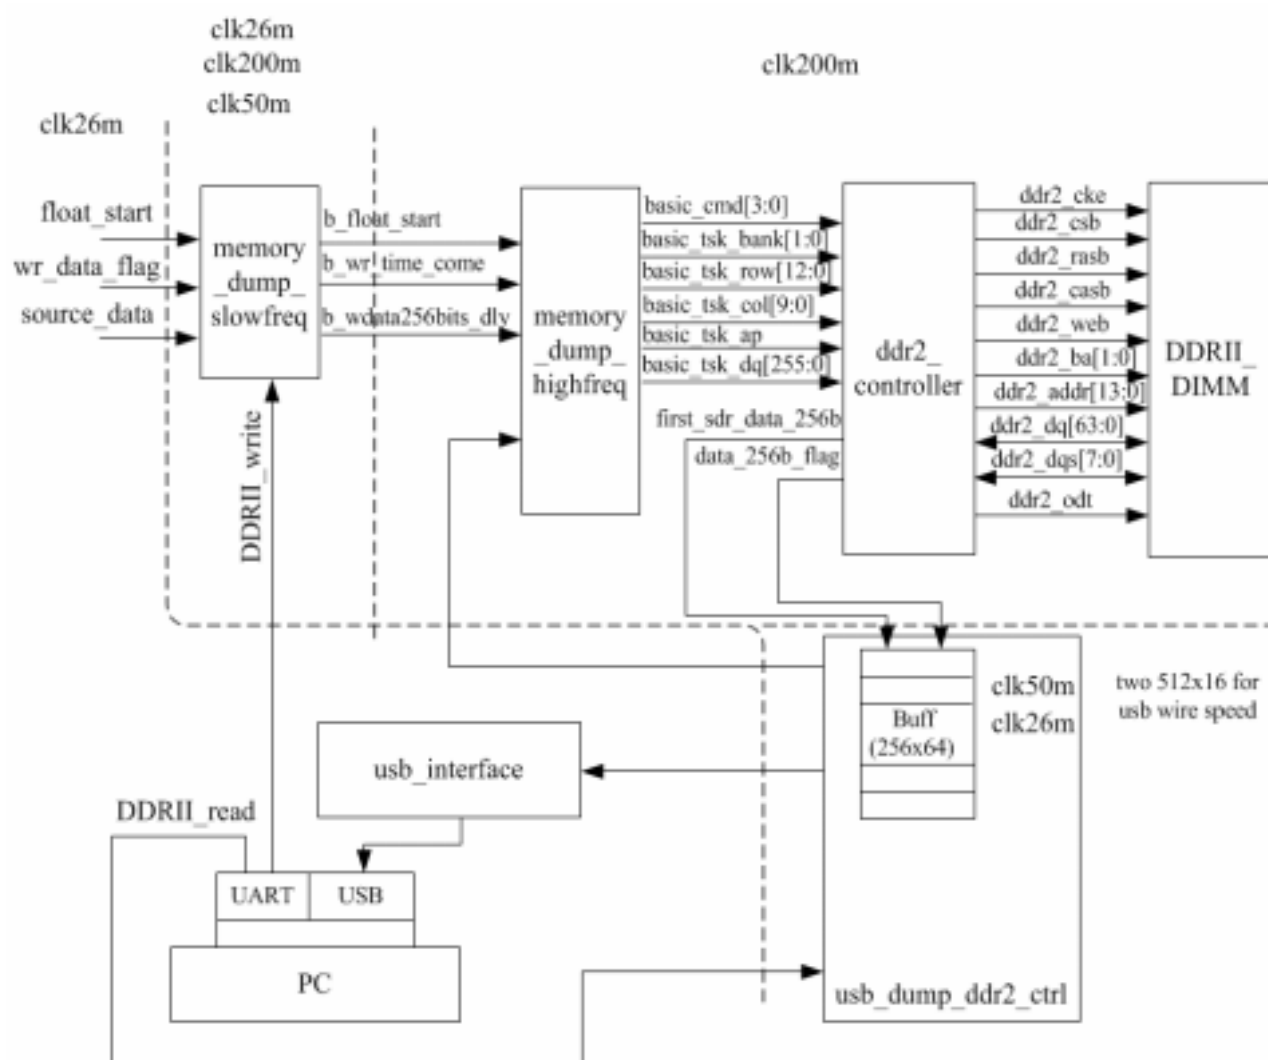 clk26m
clk200m
clk50m
clk200m
clk26m
float_start
wr_data_flag
source_data
memory
_dump_
slowfreq
b_float_start
b_wr_time_come
b_wdata256bits_dly
memory
_dump_
highfreq
basic_cmd[3:0]
basic_tsk_bank[1:0]
basic_tsk_row[12:0]
basic_tsk_col[9:0]
basic_tsk_ap
basic_tsk_dq[255:0]
first_sdr_data_256b
data_256b_flag
ddr2_
controller
ddr2_cke
ddr2_csb
ddr2_rasb
ddr2_casb
ddr2_web
ddr2_ba[1:0]
ddr2_addr[13:0]
ddr2_dq[63:0]
ddr2_dqs[7:0]
ddr2_odt
DDRII_
DIMM
DDRII_write
Buff
(256x64)
clk50m
clk26m
two 512x16 for
usb wire speed
usb_interface
DDRII_read
UART
USB
PC
usb_dump_ddr2_ctrl